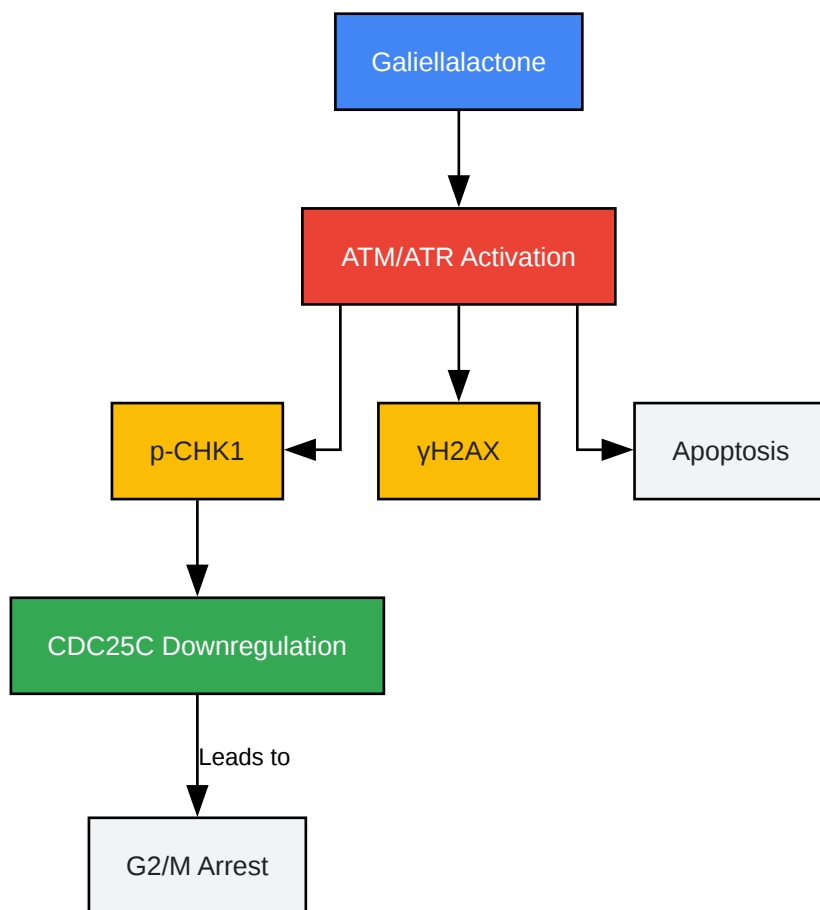 Galiellalactone
ATM/ATR Activation
p-CHK1
γH2AX
Apoptosis
CDC25C Downregulation
Leads to
G2/M Arrest